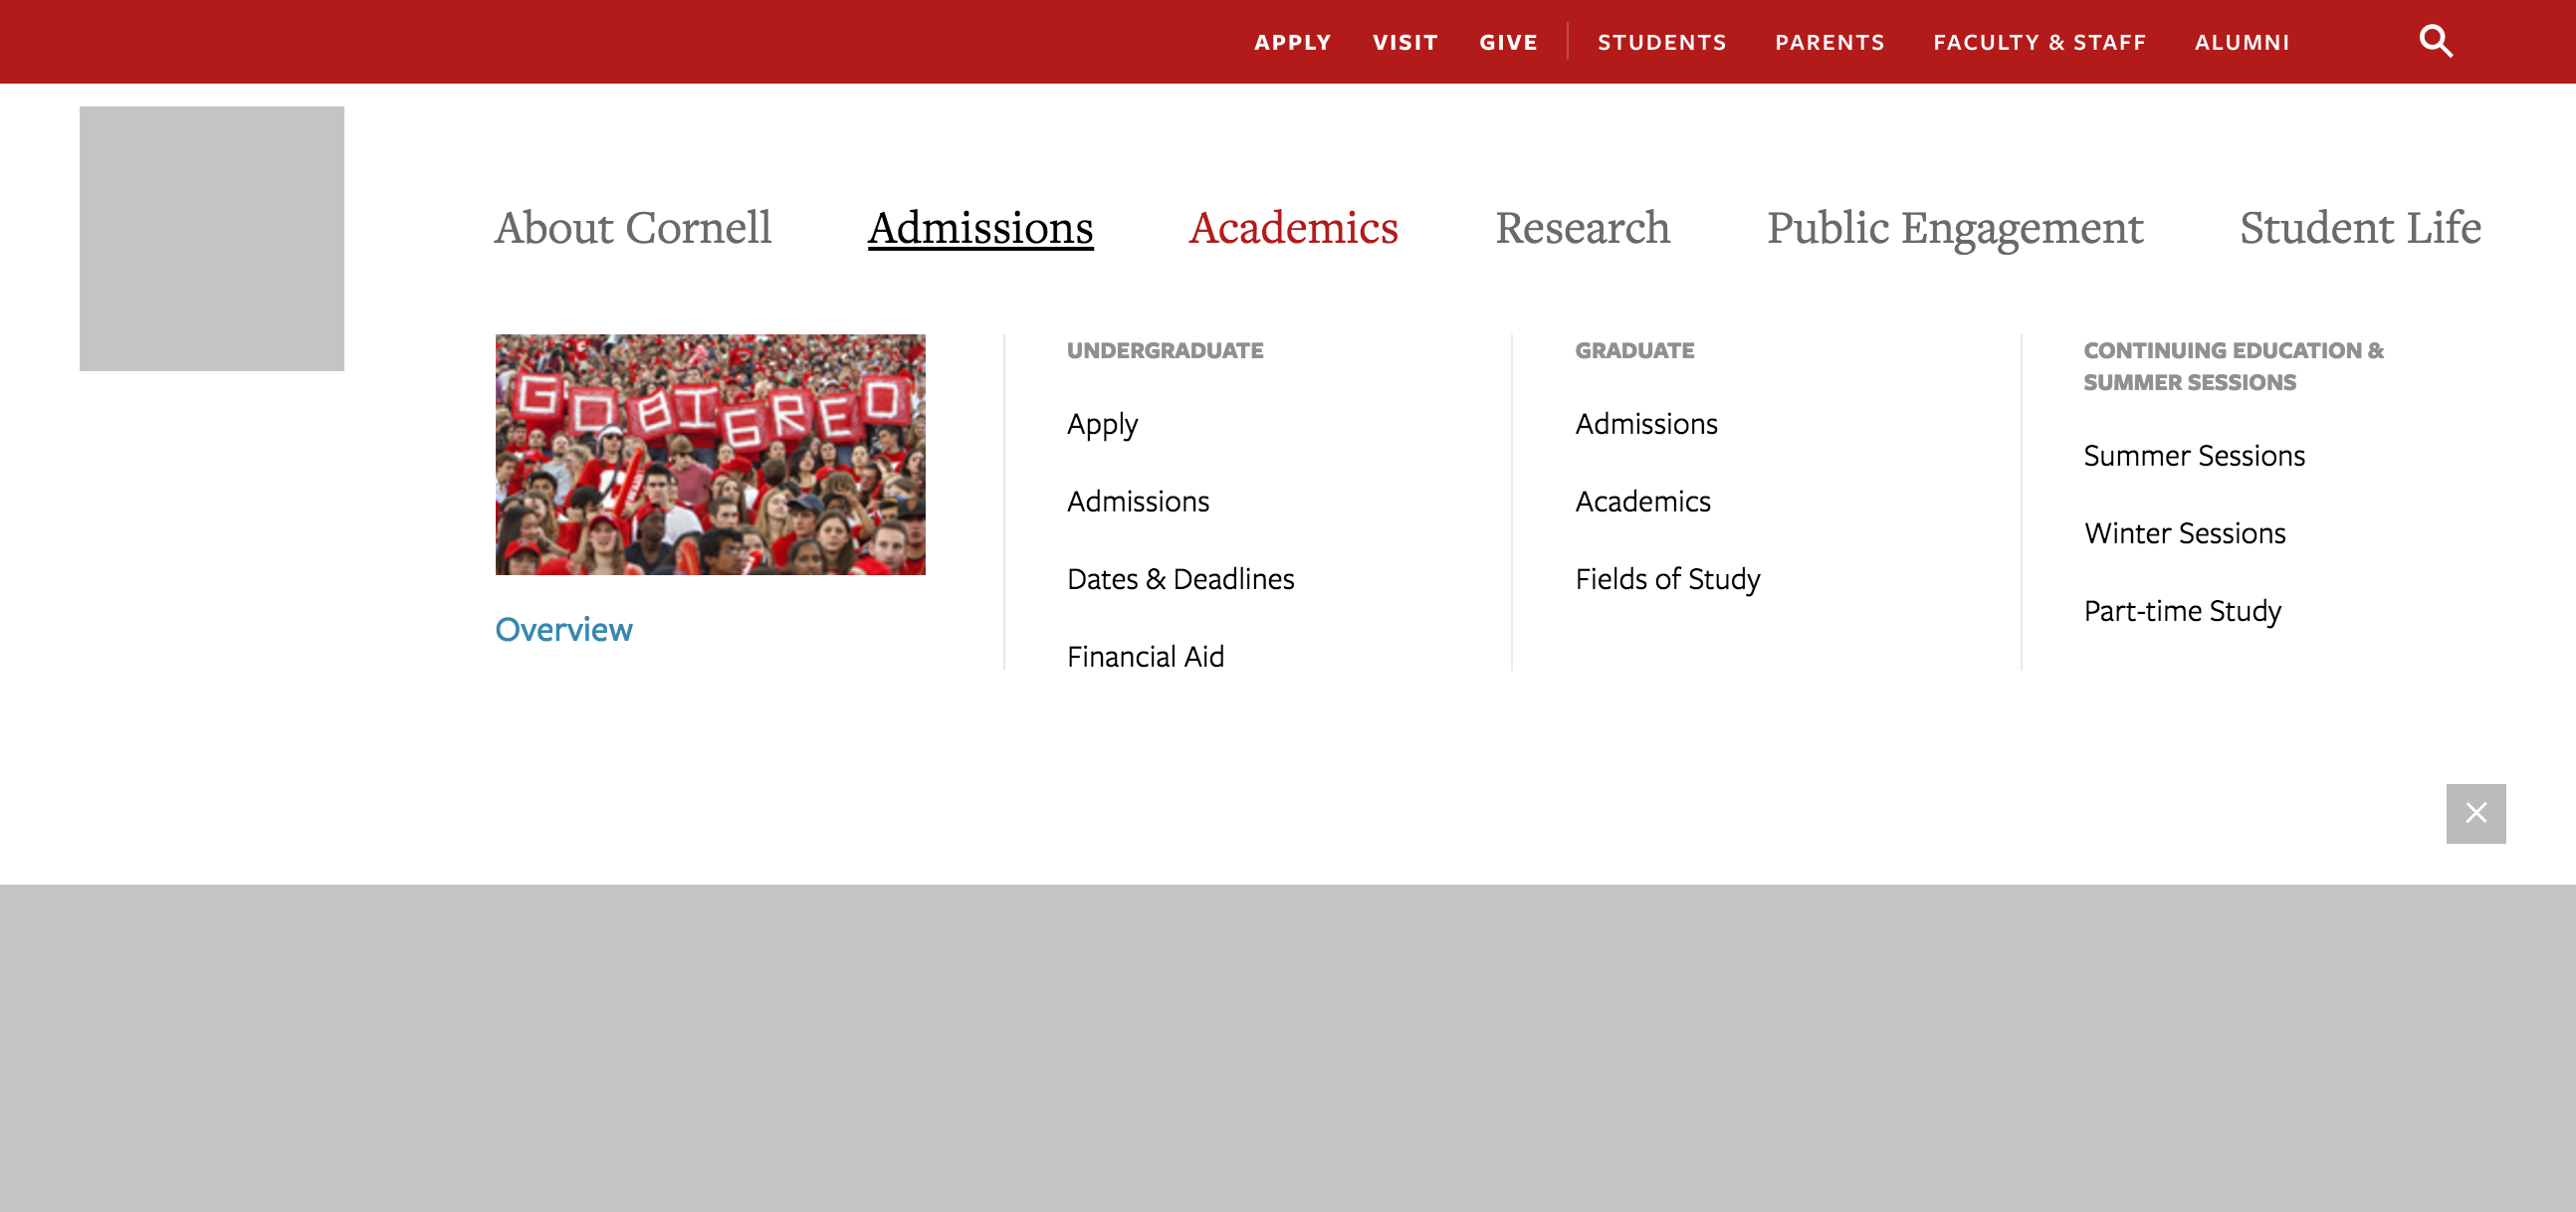 APPLY VISIT GIVE STUDENTS PARENTS FACULTY & STAFF ALUMNI
About Cornell Admissions Academics Research Public Engagement Student Life
GO BIG RED
Overview
UNDERGRADUATE
Apply
Admissions
Dates & Deadlines
Financial Aid
GRADUATE
Admissions
Academics
Fields of Study
CONTINUING EDUCATION &
SUMMER SESSIONS
Summer Sessions
Winter Sessions
Part-time Study